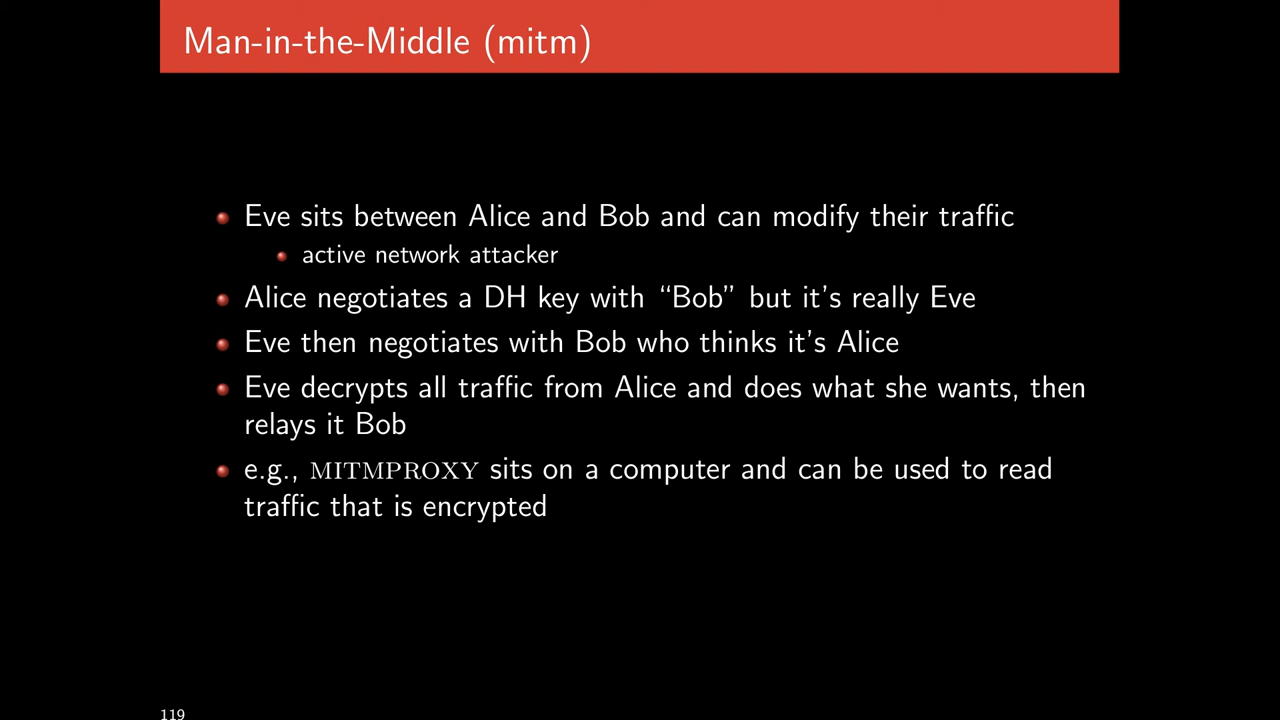 Man-in-the-Middle (mitm)
Eve sits between Alice and Bob and can modify their traffic
active network attacker
Alice negotiates a DH key with “Bob” but it’s really Eve
Eve then negotiates with Bob who thinks it’s Alice
Eve decrypts all traffic from Alice and does what she wants, then
relays it Bob
e.g., MITMPROXY sits on a computer and can be used to read
traffic that is encrypted
119